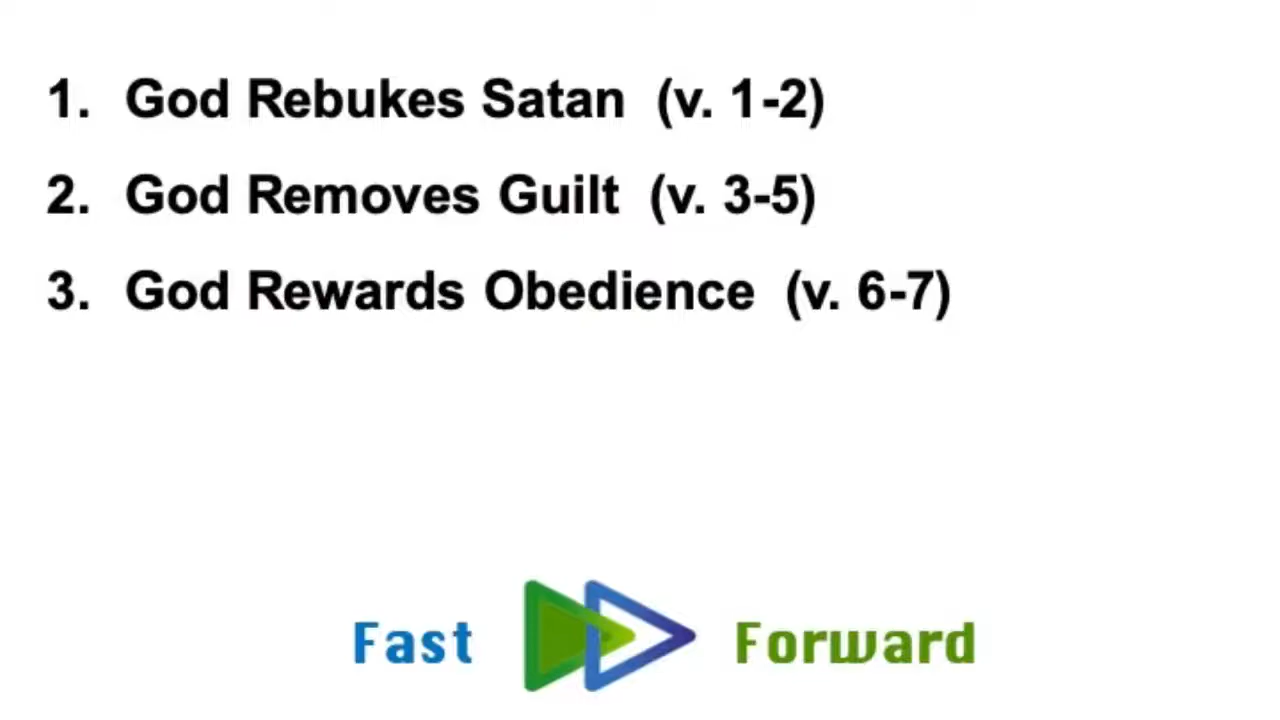 1. God Rebukes Satan (v. 1-2)
2. God Removes Guilt (v. 3-5)
3. God Rewards Obedience (v. 6-7)
Fast Forward